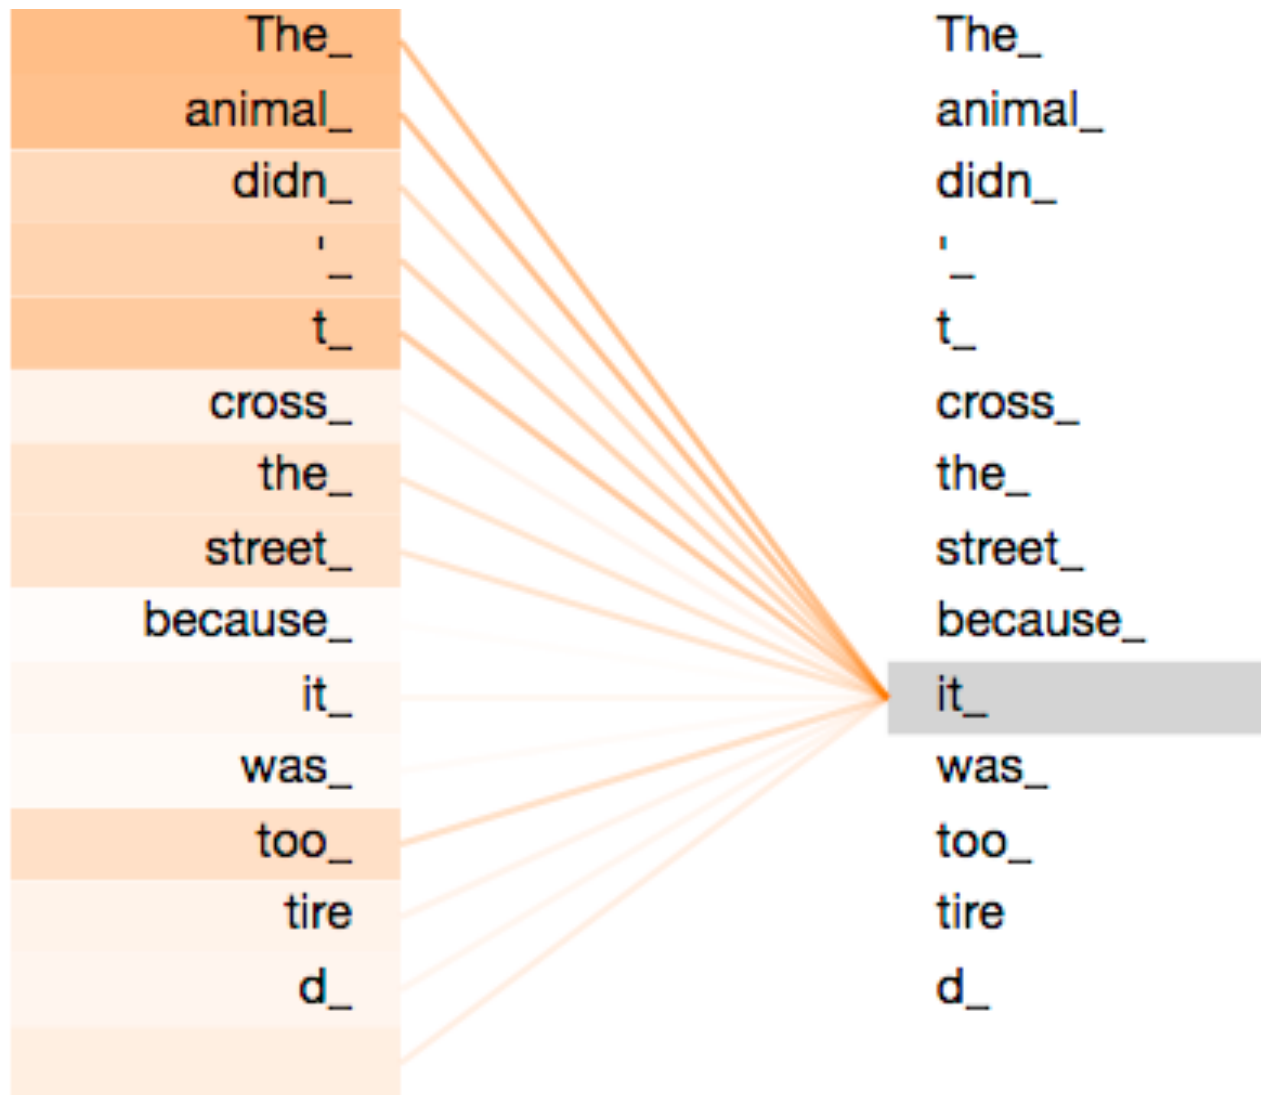 The_ The_
animal_ animal_
didn_ didn_
'_ '_
t_ t_
cross_ cross_
the_ the_
street_ street_
because_ because_
it_ it_
was_ was_
too_ too_
tire tire
d_ d_